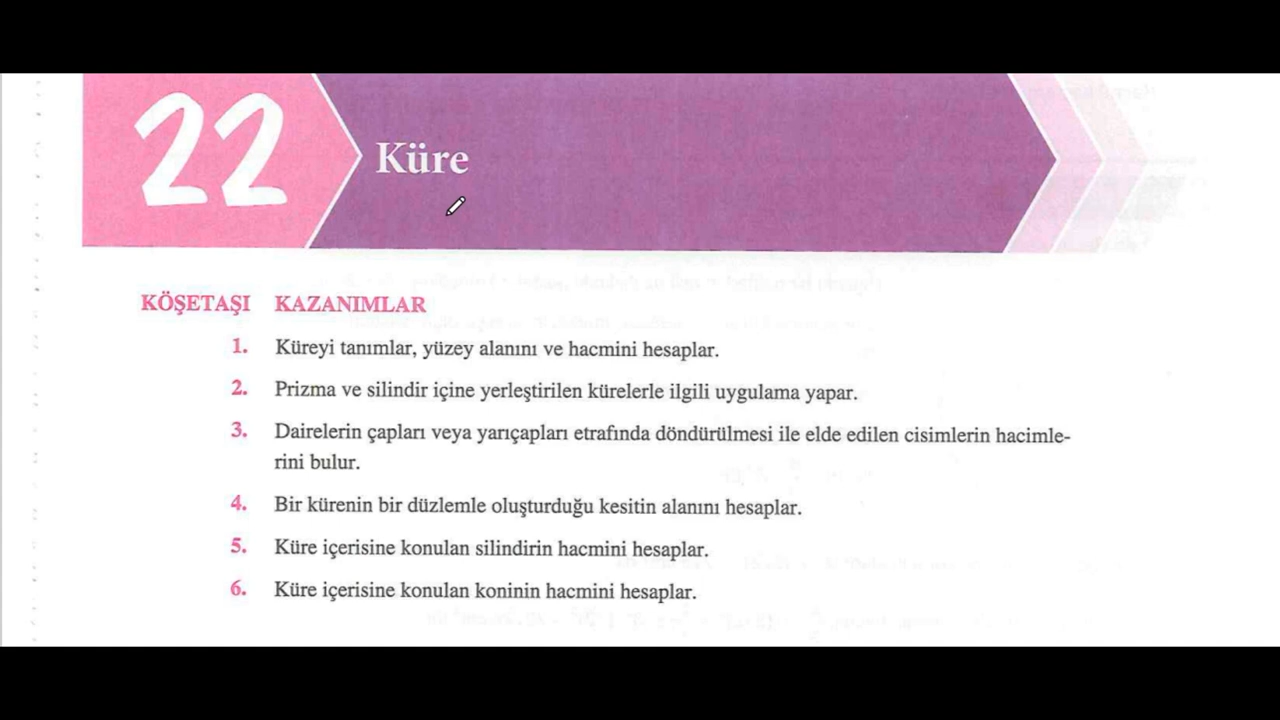 22
Küre
KÖŞETAŞI KAZANIMLAR
1. Küreyi tanımlar, yüzey alanını ve hacmini hesaplar.
2. Prizma ve silindir içine yerleştirilen kürelerle ilgili uygulama yapar.
3. Dairelerin çapları veya yarıçapları etrafında döndürülmesi ile elde edilen cisimlerin hacimle-
rini bulur.
4. Bir kürenin bir düzlemle oluşturduğu kesitin alanını hesaplar.
5. Küre içerisine konulan silindirin hacmini hesaplar.
6. Küre içerisine konulan koninin hacmini hesaplar.